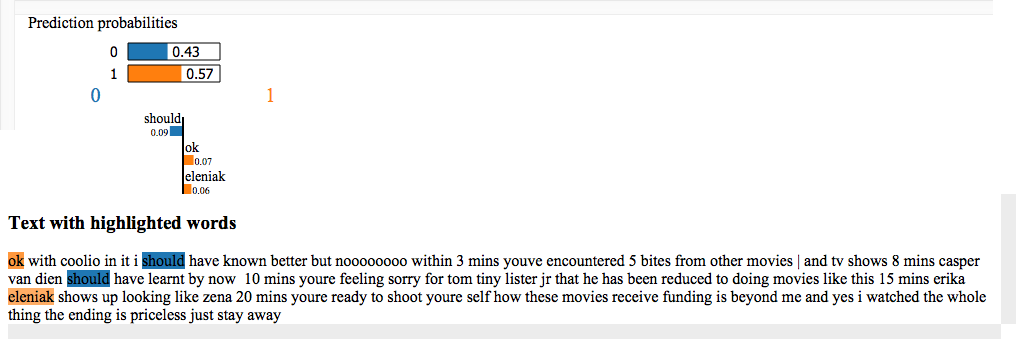 Prediction probabilities
0 0.43
1 0.57
0 1
should
0.09
ok
0.07
eleniak
0.06
Text with highlighted words
ok with coolio in it i should have known better but noooooooo within 3 mins youve encountered 5 bites from other movies | and tv shows 8 mins casper
van dien should have learnt by now  10 mins youre feeling sorry for tom tiny lister jr that he has been reduced to doing movies like this 15 mins erika
eleniak shows up looking like zena 20 mins youre ready to shoot youre self how these movies receive funding is beyond me and yes i watched the whole
thing the ending is priceless just stay away